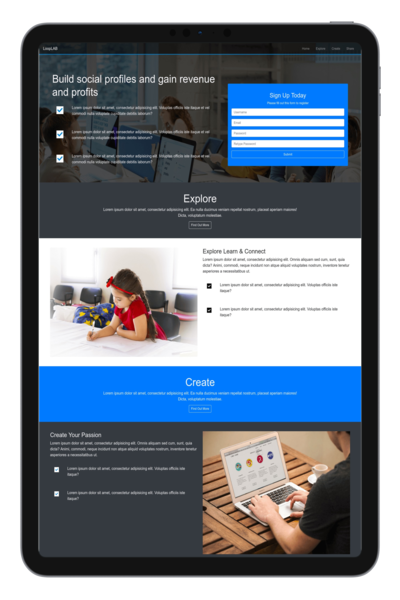 LoopLAB
Home Explore Create Share
Build social profiles and gain revenue
and profits
Lorem ipsum dolor sit amet, consectetur adipisicing elit. Voluptas officiis iste itaque et vel
commodi nulla voluptatum cupiditate debitis laborum?
Lorem ipsum dolor sit amet, consectetur adipisicing elit. Voluptas officiis iste itaque et vel
commodi nulla voluptatum cupiditate debitis laborum?
Lorem ipsum dolor sit amet, consectetur adipisicing elit. Voluptas officiis iste itaque et vel
commodi nulla voluptatum cupiditate debitis laborum?
Sign Up Today
Please fill out this form to register
Username
Email
Password
Repeat Password
Submit
Explore
Lorem ipsum dolor sit amet, consectetur adipisicing elit. Ea nulla ducimus veniam repellat nostrum, placeat aperiam maiores!
Dicta, voluptatum molestiae.
Find Out More
Explore Learn & Connect
Lorem ipsum dolor sit amet, consectetur adipisicing elit. Omnis aliquam vel eaque, eum, sunt, quia
dicta? Animi, commodi, neque incidunt non atque aliquid voluptates nostrum, inventore tenetur
asperiores a necessitatibus ut.
Lorem ipsum dolor sit amet, consectetur adipisicing elit. Voluptas officiis iste
itaque?
Lorem ipsum dolor sit amet, consectetur adipisicing elit. Voluptas officiis iste
itaque?
Create
Lorem ipsum dolor sit amet, consectetur adipisicing elit. Ea nulla ducimus veniam repellat nostrum, placeat aperiam maiores!
Dicta, voluptatum molestiae.
Find Out More
Create Your Passion
Lorem ipsum dolor sit amet, consectetur adipisicing elit. cum, sunt, quia
dicta? Animi, commodi, neque incidunt non atque aliquid voluptates nostrum, inventore tenetur
asperiores a necessitatibus ut.
Lorem ipsum dolor sit amet, consectetur adipisicing elit. Voluptas officiis iste
itaque?
Lorem ipsum dolor sit amet, consectetur adipisicing elit. Voluptas officiis iste
itaque?